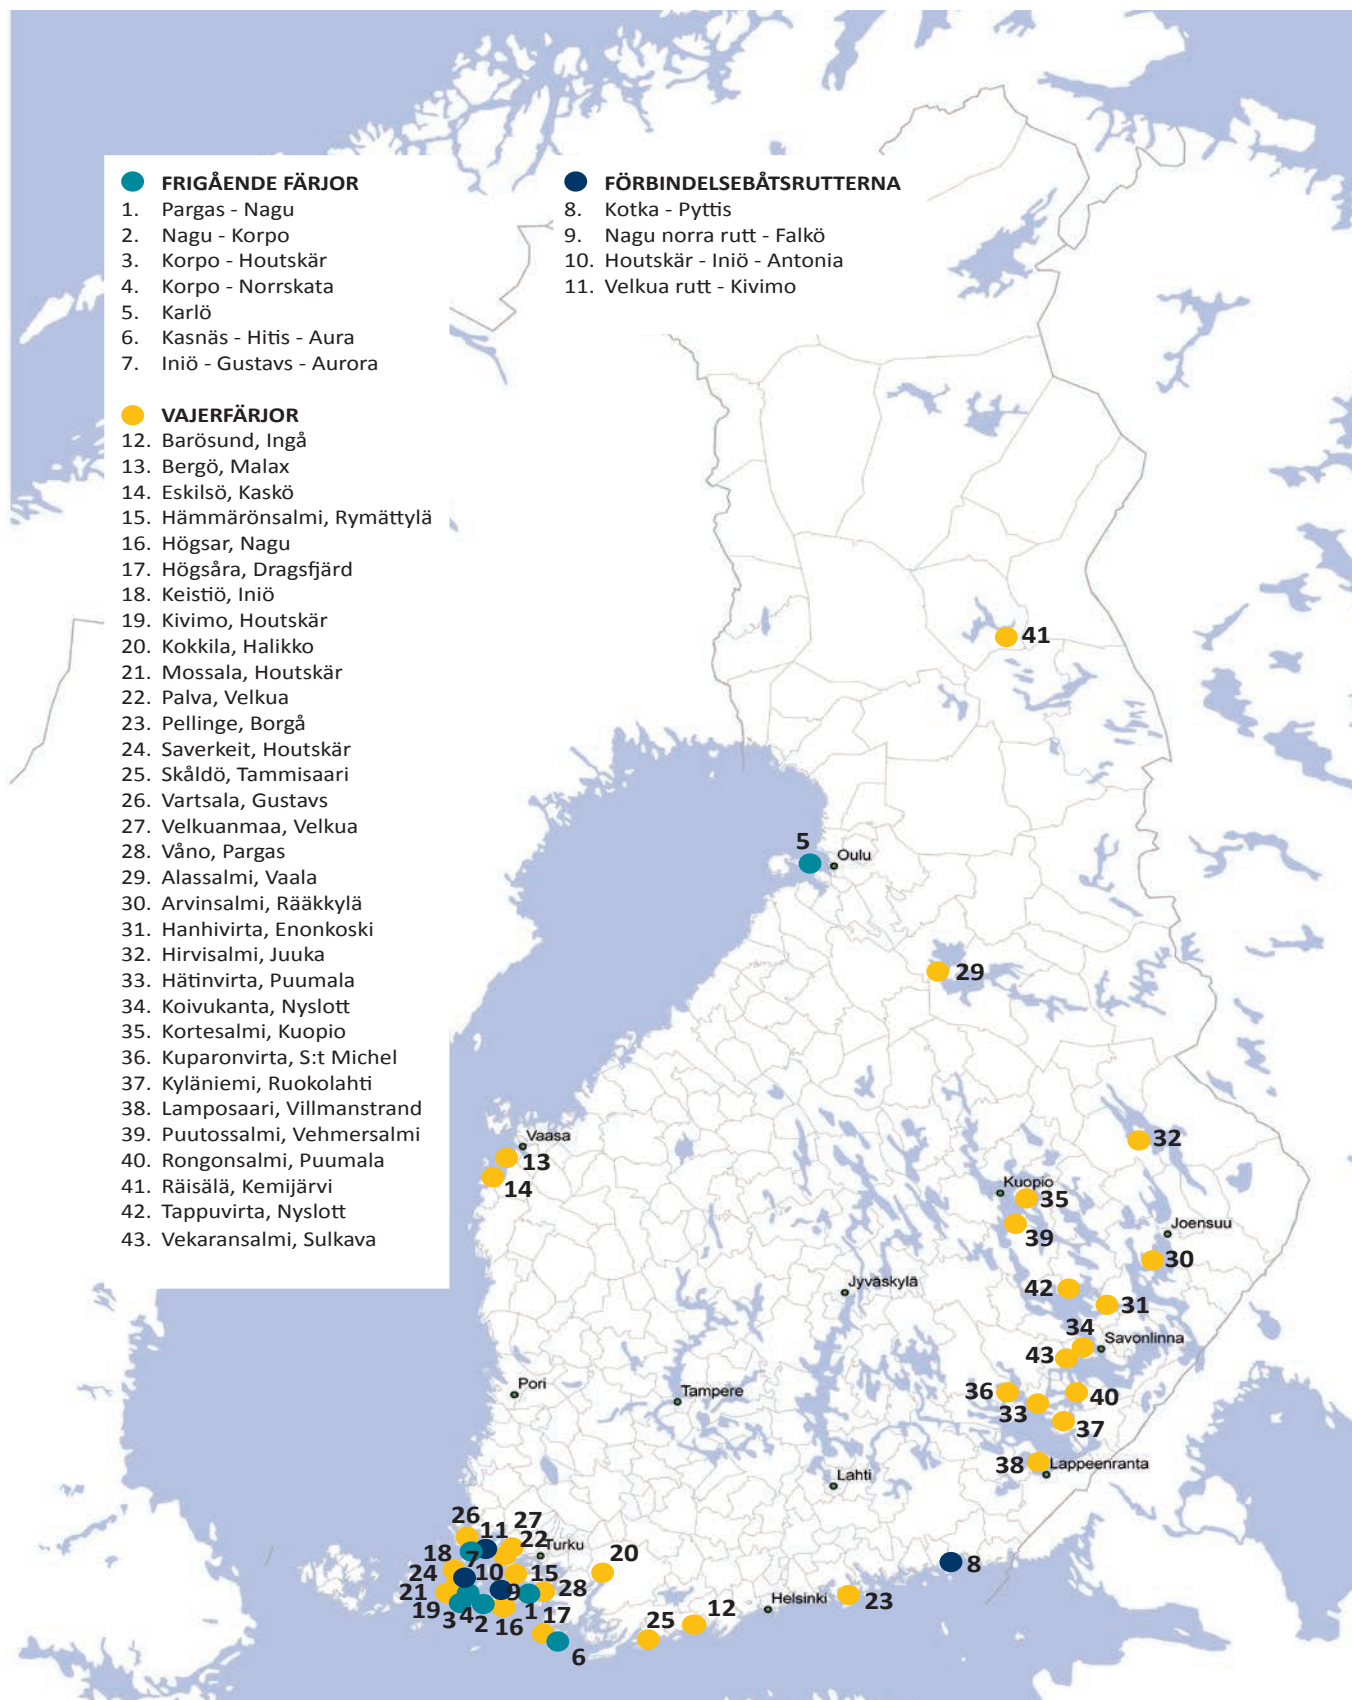 FRIGÅENDE FÄRJOR
1. Pargas - Nagu
2. Nagu - Korpo
3. Korpo - Houtskär
4. Korpo - Norrskata
5. Karlö
6. Kasnäs - Hitis - Aura
7. Iniö - Gustavs - Aurora
FÖRBINDELSEBÅTSRUTTERNA
8. Kotka - Pyttis
9. Nagu norra rutt - Falkö
10. Houtskär - Iniö - Antonia
11. Velkua rutt - Kivimo
VAJERFÄRJOR
12. Barösund, Ingå
13. Bergö, Malax
14. Eskilsö, Kaskö
15. Hämmärönsalmi, Rymättylä
16. Högsar, Nagu
17. Högsåra, Dragsfjärd
18. Keistiö, Iniö
19. Kivimo, Houtskär
20. Kokkila, Halikko
21. Mossala, Houtskär
22. Palva, Velkua
23. Pellinge, Borgå
24. Saverkeit, Houtskär
25. Skåldö, Tammisaari
26. Vartsala, Gustavs
27. Velkuanmaa, Velkua
28. Våno, Pargas
29. Alassalmi, Vaala
30. Arvinsalmi, Rääkkylä
31. Hanhivirta, Enonkoski
32. Hirvisalmi, Juuka
33. Hätinvirta, Puumala
34. Koivukanta, Nyslott
35. Kortesalmi, Kuopio
36. Kuparonvirta, S:t Michel
37. Kyläniemi, Ruokolahti
38. Lamposaari, Villmanstrand
39. Puutossalmi, Vehmersalmi
40. Rongonsalmi, Puumala
41. Räisälä, Kemijärvi
42. Tappuvirta, Nyslott
43. Vekaransalmi, Sulkava
41
5
Oulu
29
Vaasa
13
14
32
Kuopio
35
39
Joensuu
30
42
31
Jyväskylä
34
Savonlinna
43
36
40
33
37
Pori
Tampere
38
Lappeenranta
Lahti
26
11
27
22
Turku
18
7
20
24
10
15
8
21
9
28
19
3
4
2
16
1
17
6
25
12
Helsinki
23